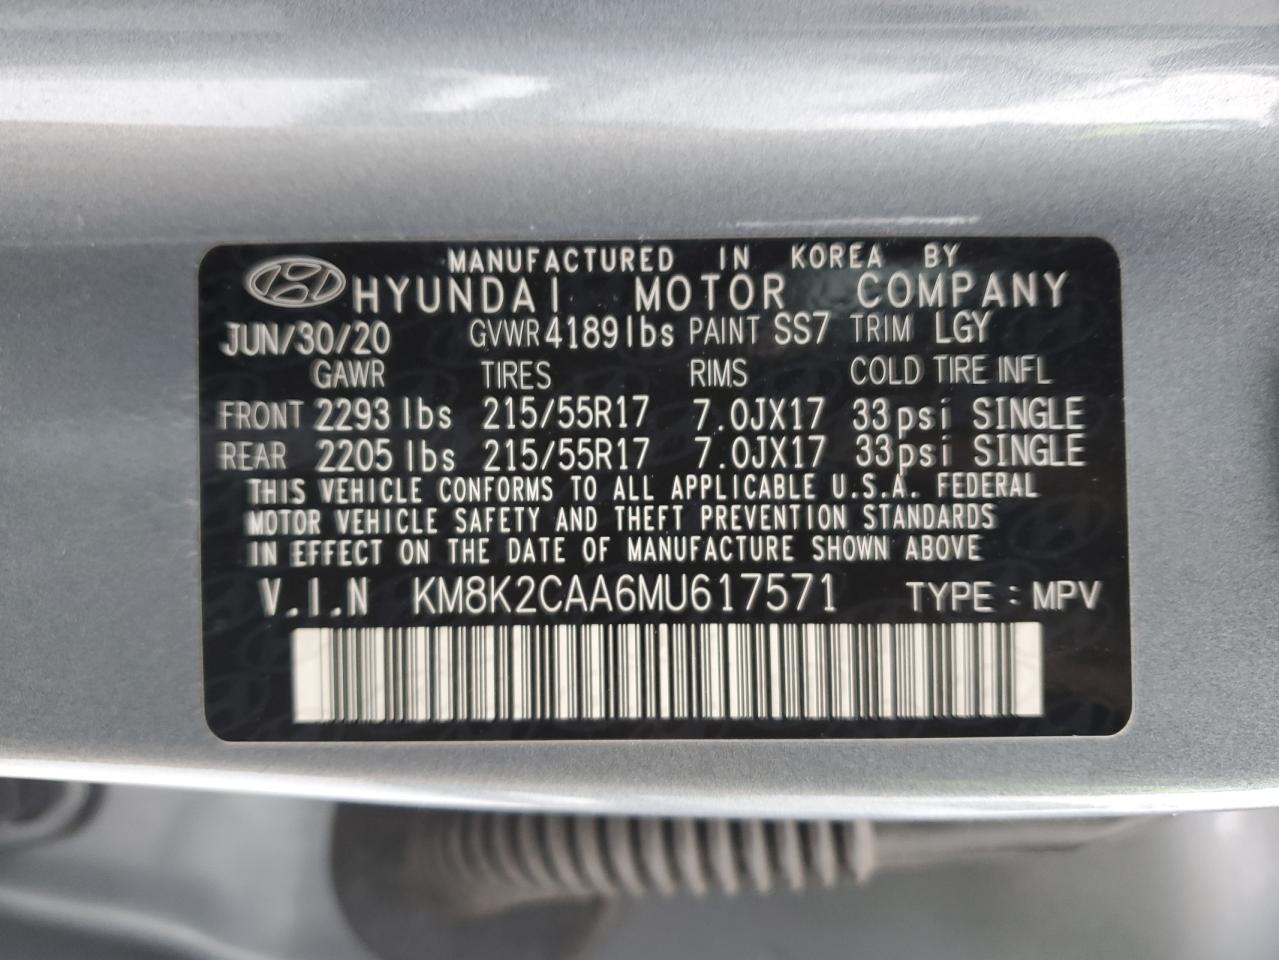 MANUFACTURED IN KOREA BY
HYUNDAI MOTOR COMPANY
JUN/30/20 GVWR 4189 lbs PAINT SS7 TRIM LGY
GAWR TIRES RIMS COLD TIRE INFL
FRONT 2293 lbs 215/55R17 7.0JX17 33psi SINGLE
REAR 2205 lbs 215/55R17 7.0JX17 33psi SINGLE
THIS VEHICLE CONFORMS TO ALL APPLICABLE U.S.A. FEDERAL
MOTOR VEHICLE SAFETY AND THEFT PREVENTION STANDARDS
IN EFFECT ON THE DATE OF MANUFACTURE SHOWN ABOVE
V.I.N KM8K2CAA6MU617571 TYPE : MPV